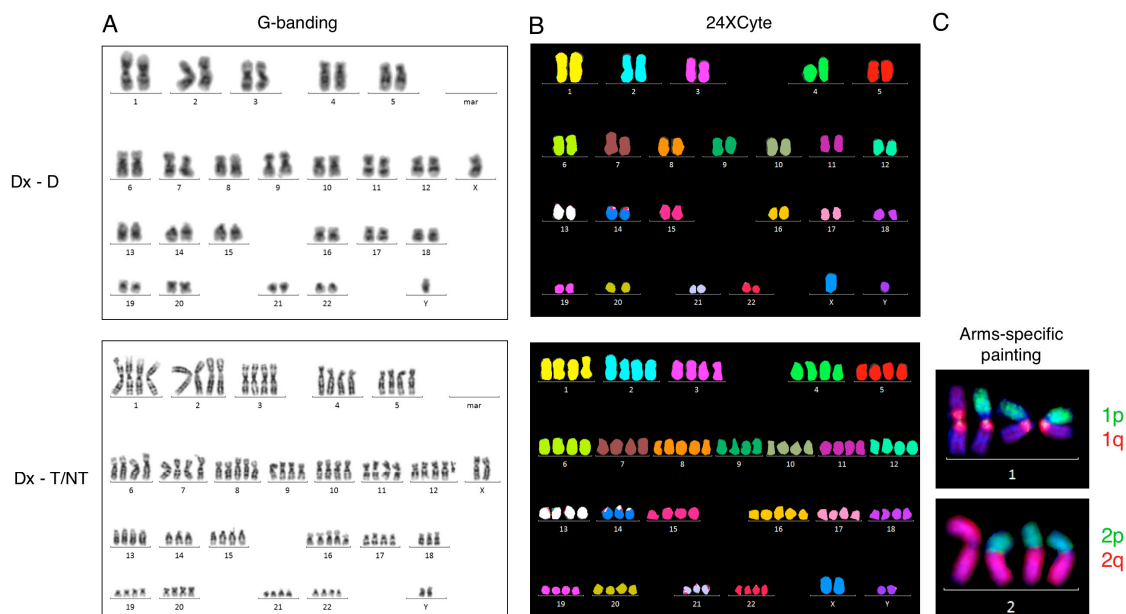 A
G-banding
B
24XCyte
C
1 2 3 4 5 mar
1 2 3 4 5
Dx - D
6 7 8 9 10 11 12 X
6 7 8 9 10 11 12
13 14 15 16 17 18
13 14 15 16 17 18
19 20 21 22 Y
19 20 21 22 X Y
Arms-specific
painting
1 2 3 4 5 mar
1 2 3 4 5
1p
1q
1
Dx - T/NT
6 7 8 9 10 11 12 X
6 7 8 9 10 11 12
13 14 15 16 17 18
13 14 15 16 17 18
2p
2q
2
19 20 21 22 Y
19 20 21 22 X Y